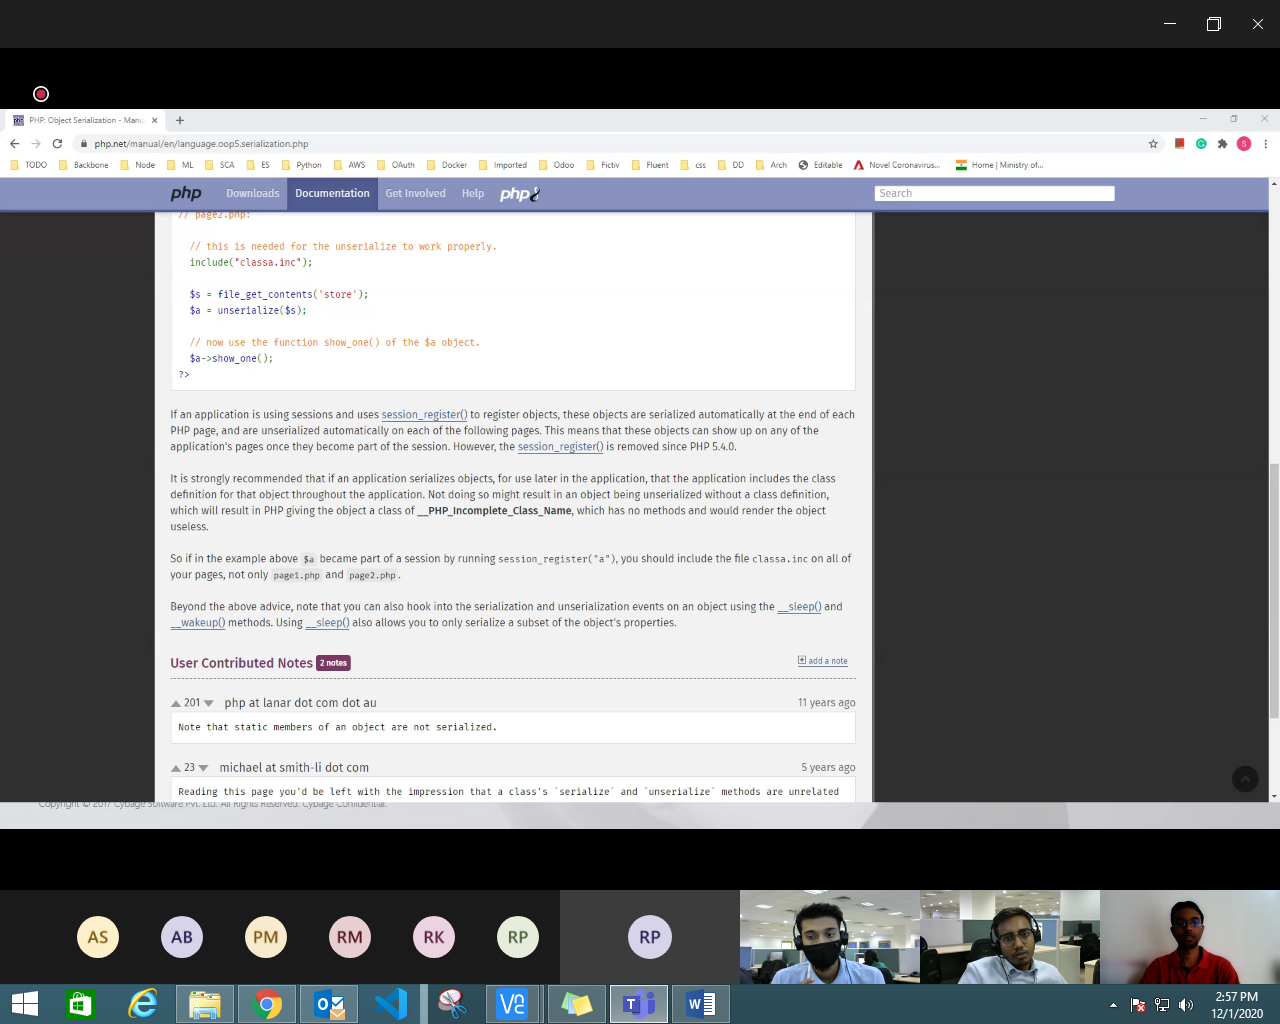 PHP: Object Serialization - Manu
php.net/manual/en/language.oop5.serialization.php
S
TODO Backbone Node ML SCA ES Python AWS OAuth Docker Imported Odoo Fictiv Fluent css DD Arch Editable Novel Coronavirus... Home | Ministry of...
php Downloads Documentation Get Involved Help php8 Search
// page2.php:
// this is needed for the unserialize to work properly.
include("classa.inc");
$s = file_get_contents('store');
$a = unserialize($s);
// now use the function show_one() of the $a object.
$a->show_one();
?>
If an application is using sessions and uses session_register() to register objects, these objects are serialized automatically at the end of each
PHP page, and are unserialized automatically on each of the following pages. This means that these objects can show up on any of the
application's pages once they become part of the session. However, the session_register() is removed since PHP 5.4.0.
It is strongly recommended that if an application serializes objects, for use later in the application, that the application includes the class
definition for that object throughout the application. Not doing so might result in an object being unserialized without a class definition,
which will result in PHP giving the object a class of __PHP_Incomplete_Class_Name, which has no methods and would render the object
useless.
So if in the example above $a became part of a session by running session_register("a"), you should include the file classa.inc on all of
your pages, not only page1.php and page2.php.
Beyond the above advice, note that you can also hook into the serialization and unserialization events on an object using the __sleep() and
__wakeup() methods. Using __sleep() also allows you to only serialize a subset of the object's properties.
User Contributed Notes 2 notes
add a note
201 php at lanar dot com dot au 11 years ago
Note that static members of an object are not serialized.
23 michael at smith-li dot com 5 years ago
Reading this page you'd be left with the impression that a class's `serialize` and `unserialize` methods are unrelated
Copyright © 2017 Cybage Software Pvt. Ltd. All Rights Reserved. Cybage Confidential.
AS AB PM RM RK RP RP
2:57 PM
12/1/2020